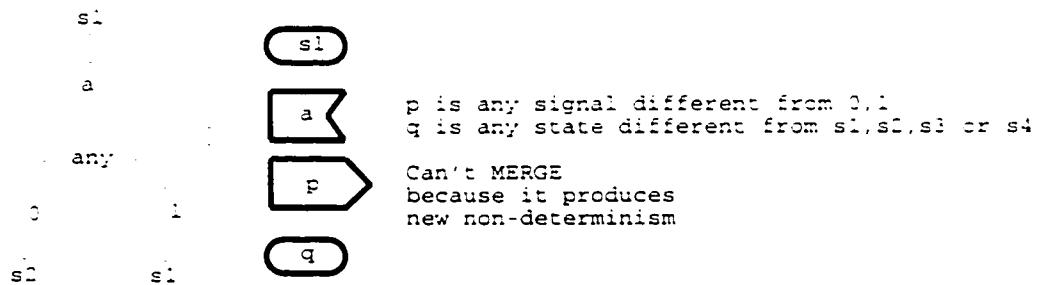 s1
s1
a
a
p is any signal different from 0,1
q is any state different from s1,s2,s3 or s4
any
p
Can't MERGE
because it produces
new non-determinism
0
1
q
s2
s1